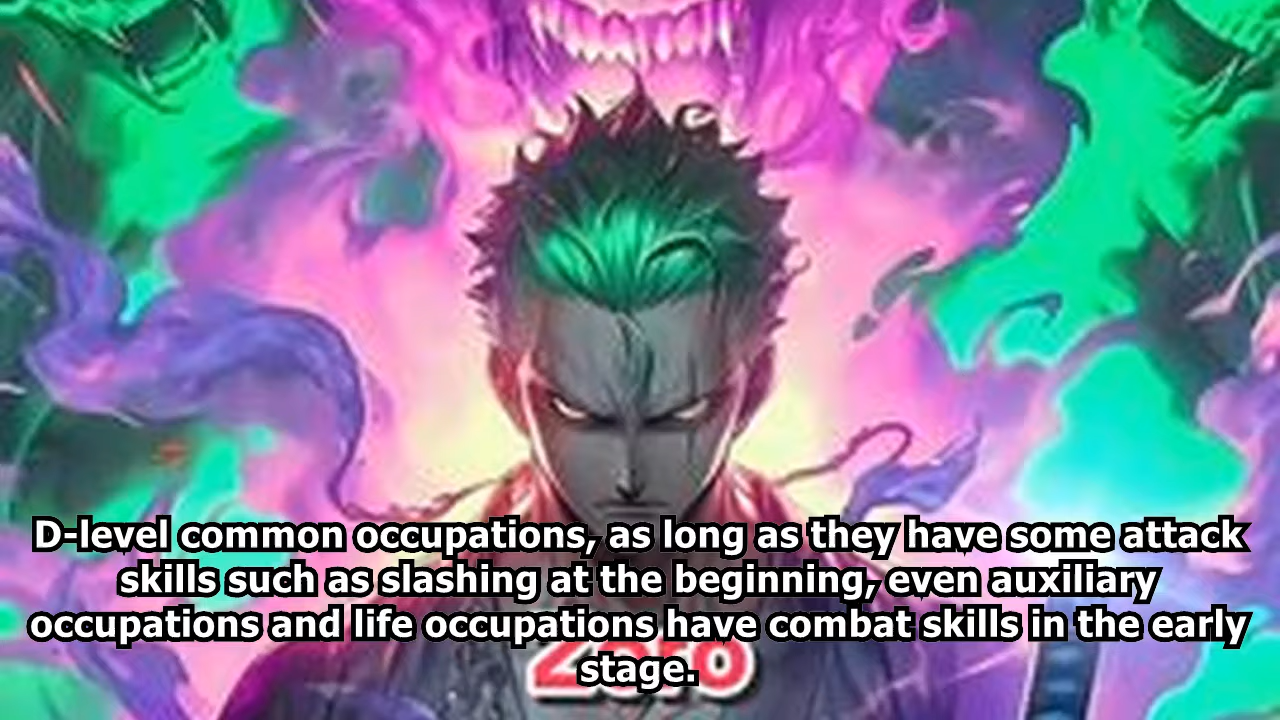 D-level common occupations, as long as they have some attack
skills such as slashing at the beginning, even auxiliary
occupations and life occupations have combat skills in the early
stage.